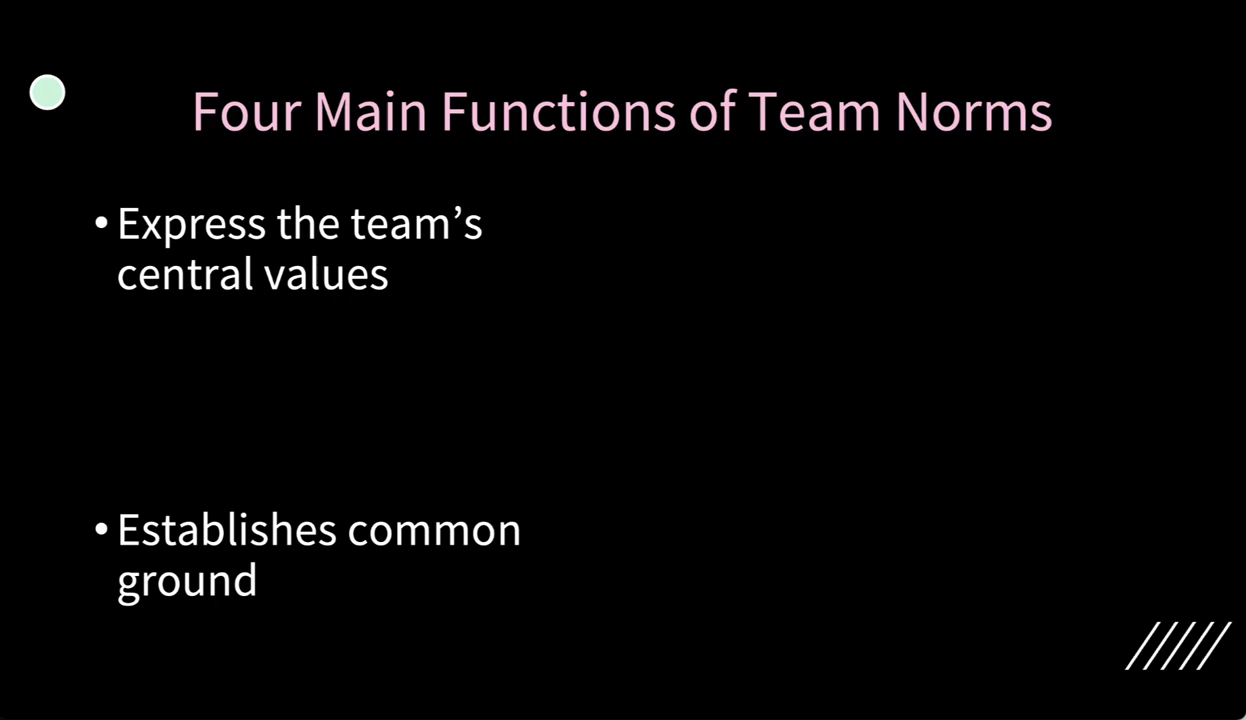 Four Main Functions of Team Norms
• Express the team’s
central values
• Establishes common
ground